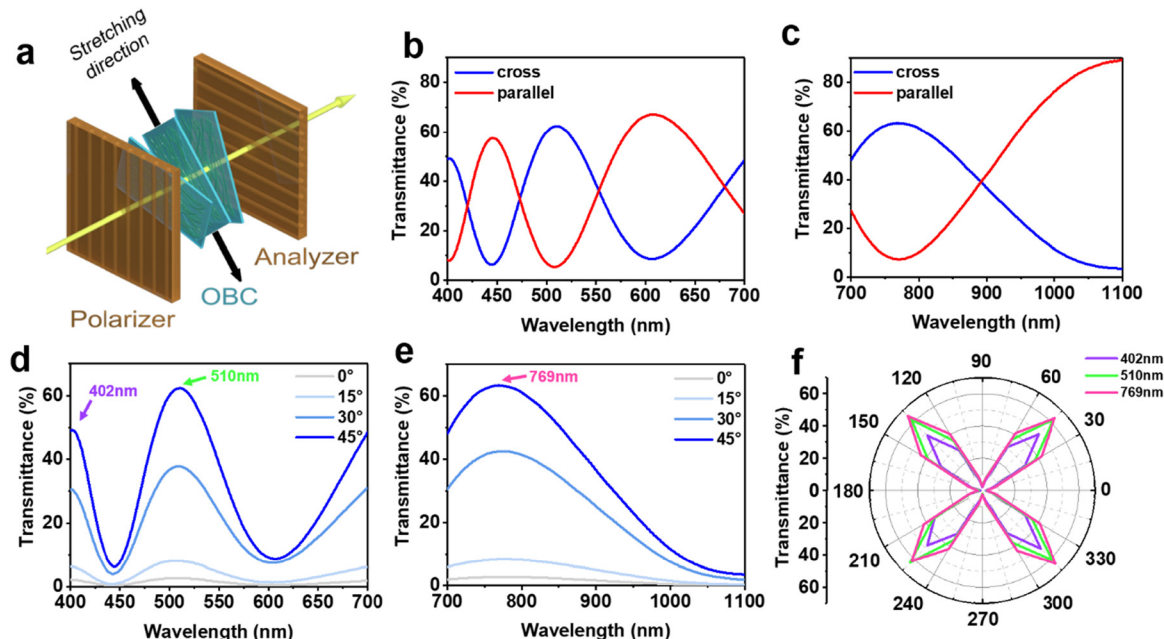 a
Stretching
direction
Polarizer
OBC
Analyzer
b
cross
parallel
Transmittance (%)
80
60
40
20
0
400 450 500 550 600 650 700
Wavelength (nm)
c
cross
parallel
Transmittance (%)
80
60
40
20
0
700 800 900 1000 1100
Wavelength (nm)
d
402nm
510nm
0°
15°
30°
45°
Transmittance (%)
60
40
20
0
400 450 500 550 600 650 700
Wavelength (nm)
e
769nm
0°
15°
30°
45°
Transmittance (%)
60
40
20
0
700 800 900 1000 1100
Wavelength (nm)
f
402nm
510nm
769nm
Transmittance (%)
60
40
20
0
20
40
60
90
120 60
150 30
180 0
210 330
240 300
270